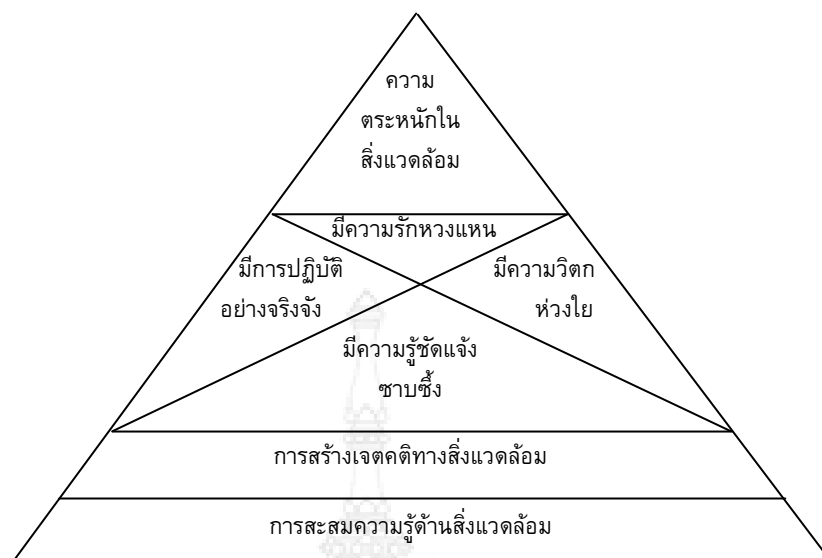 ความ
ตระหนักใน
สิ่งแวดล้อม
มีความรักหวงแหน
มีการปฏิบัติ
อย่างจริงจัง
มีความวิตก
ห่วงใย
มีความรู้ชัดแจ้ง
ซาบซึ้ง
การสร้างเจตคติทางสิ่งแวดล้อม
การสะสมความรู้ด้านสิ่งแวดล้อม